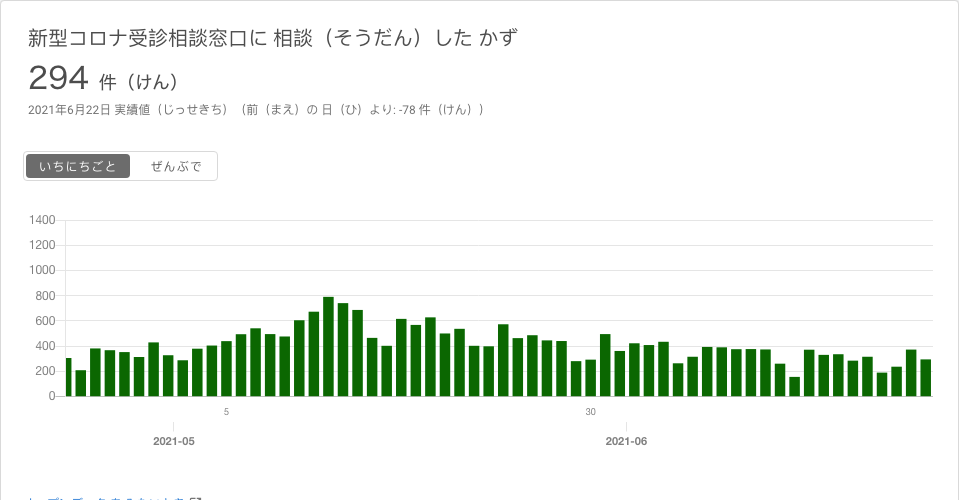 新型コロナ受診相談窓口に 相談（そうだん）した かず
294 件（けん）
2021年6月22日 実績値（じっせきち）（前（まえ）の 日（ひ）より: -78 件（けん））
いちにちごと ぜんぶで
1400
1200
1000
800
600
400
200
0
5 30
2021-05 2021-06